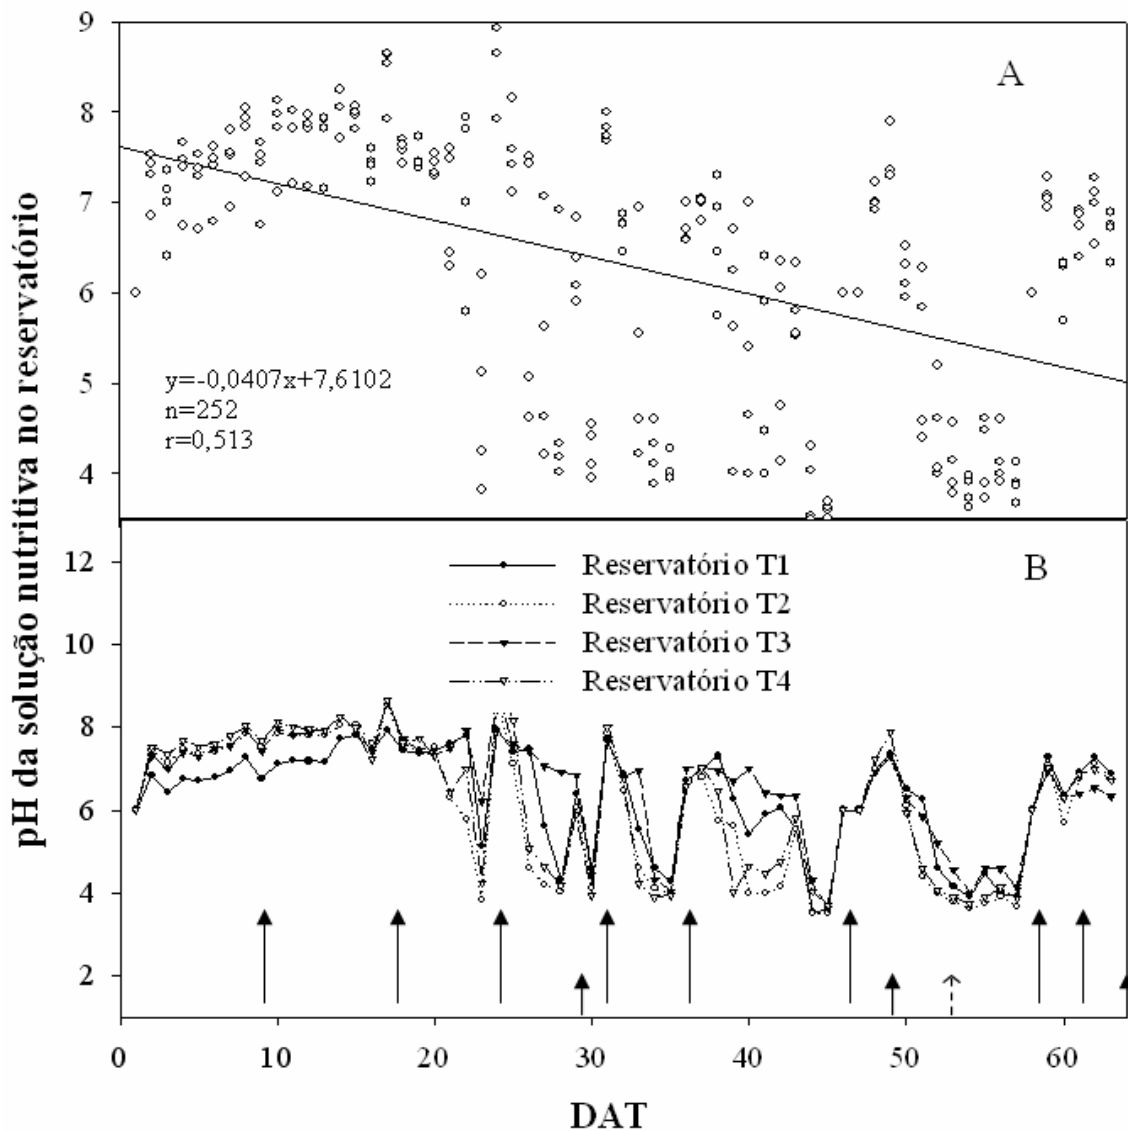 pH da solução nutritiva no reservatório
9
8
7
6
5
4
A
y=-0,0407x+7,6102
n=252
r=0,513
12
10
8
6
4
2
B
Reservatório T1
Reservatório T2
Reservatório T3
Reservatório T4
0 10 20 30 40 50 60
DAT